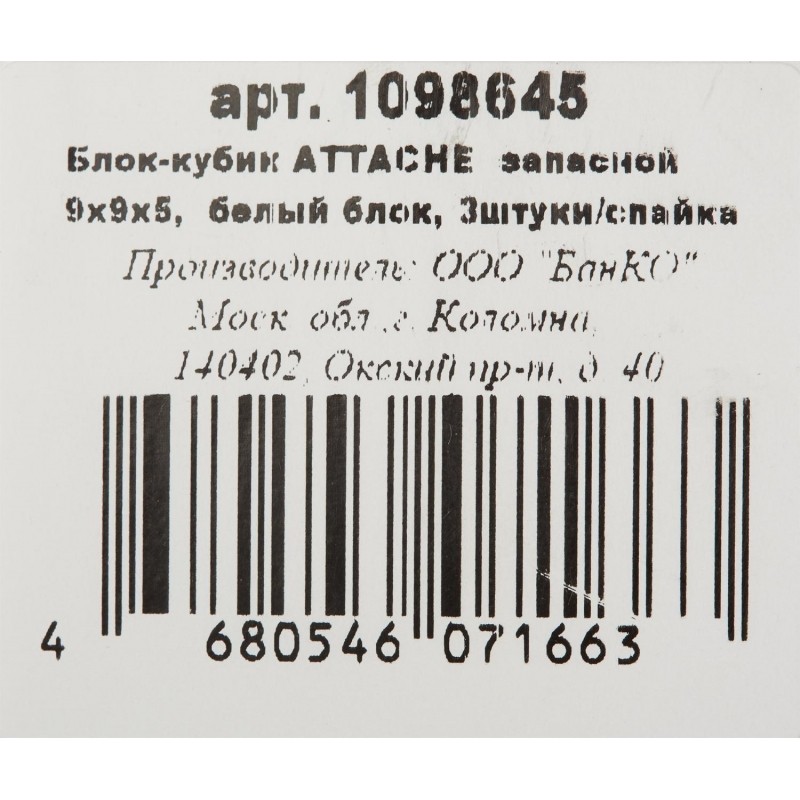 арт. 1098645
Блок-кубик ATTACHE запасной
9х9х5, белый блок, 3штуки/спайка
Производитель: ООО "БанКО"
Моск. обл.,г. Коломна,
140402, Окский пр-т, д. 40
4 680546 071663